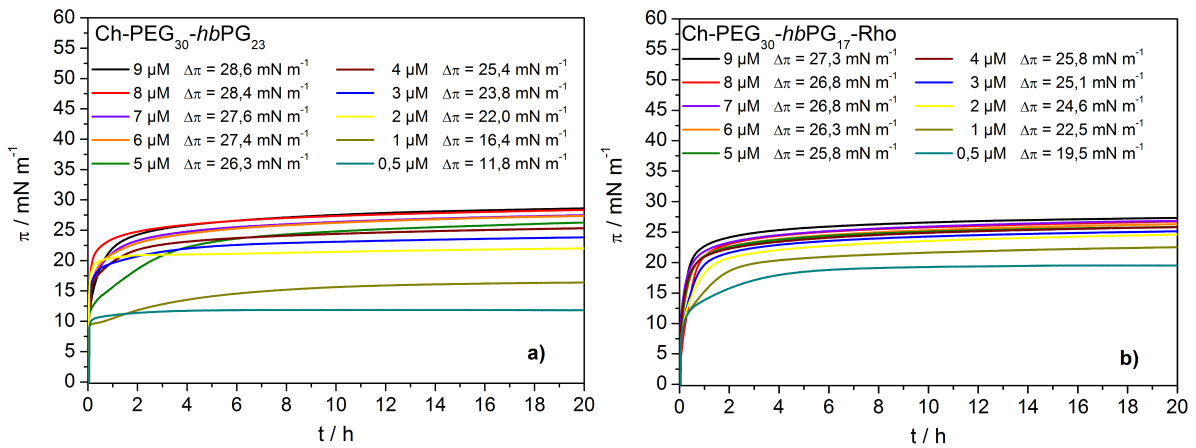 Ch-PEG30-hbPG23
9 µM Δπ = 28,6 mN m-1
8 µM Δπ = 28,4 mN m-1
7 µM Δπ = 27,6 mN m-1
6 µM Δπ = 27,4 mN m-1
5 µM Δπ = 26,3 mN m-1
4 µM Δπ = 25,4 mN m-1
3 µM Δπ = 23,8 mN m-1
2 µM Δπ = 22,0 mN m-1
1 µM Δπ = 16,4 mN m-1
0,5 µM Δπ = 11,8 mN m-1
60
55
50
45
40
35
30
25
20
15
10
5
0
π / mN m-1
a)
0 2 4 6 8 10 12 14 16 18 20
t / h
Ch-PEG30-hbPG17-Rho
9 µM Δπ = 27,3 mN m-1
8 µM Δπ = 26,8 mN m-1
7 µM Δπ = 26,8 mN m-1
6 µM Δπ = 26,3 mN m-1
5 µM Δπ = 25,8 mN m-1
4 µM Δπ = 25,8 mN m-1
3 µM Δπ = 25,1 mN m-1
2 µM Δπ = 24,6 mN m-1
1 µM Δπ = 22,5 mN m-1
0,5 µM Δπ = 19,5 mN m-1
60
55
50
45
40
35
30
25
20
15
10
5
0
π / mN m-1
b)
0 2 4 6 8 10 12 14 16 18 20
t / h